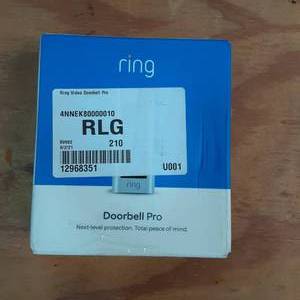 ring
Ring Video Doorbell Pro
4NNEK80000010
RLG
210
12968351
U001
Doorbell Pro
Next-level protection. Total peace of mind.